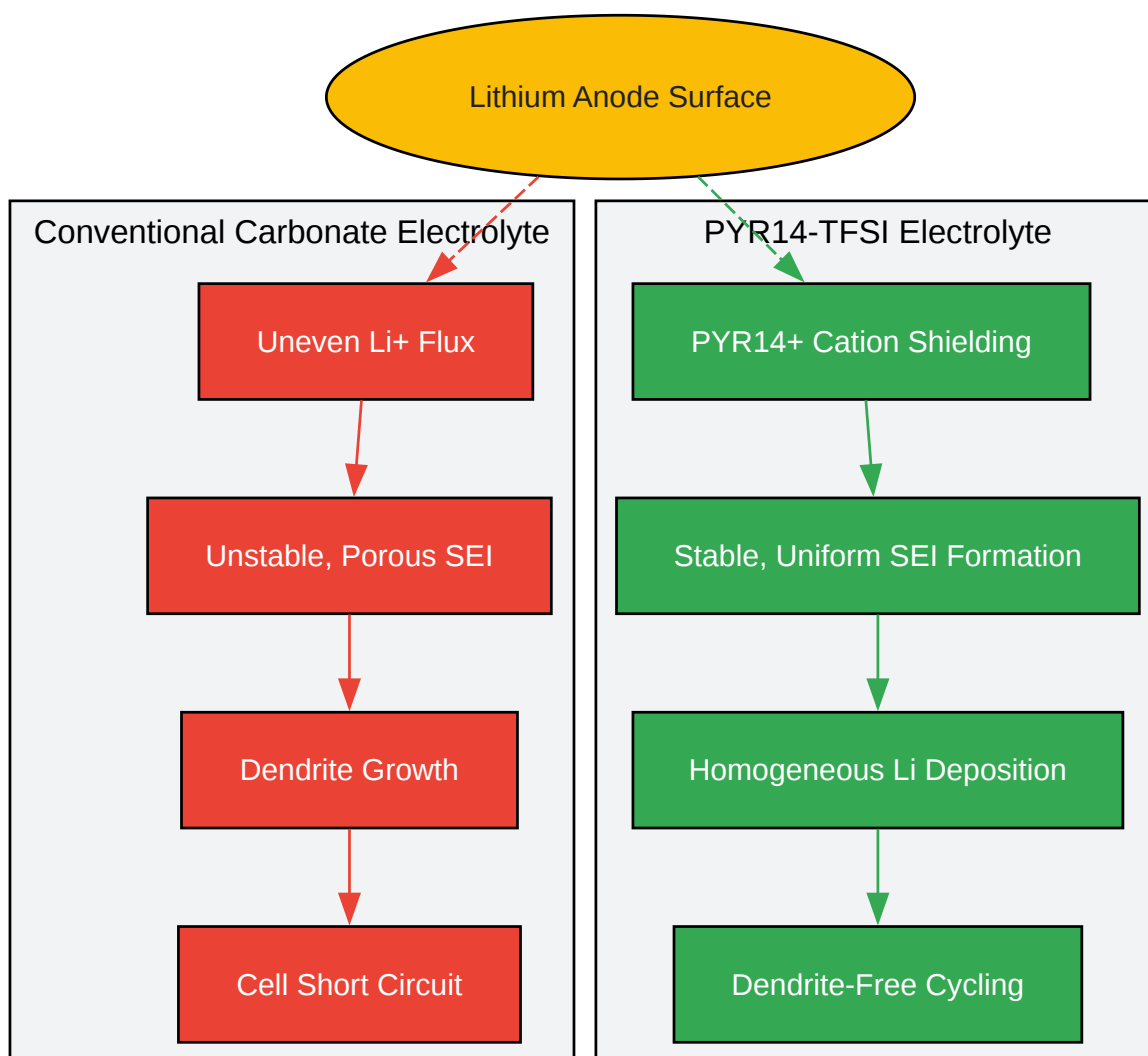 Lithium Anode Surface
Conventional Carbonate Electrolyte
Uneven Li+ Flux
Unstable, Porous SEI
Dendrite Growth
Cell Short Circuit
PYR14-TFSI Electrolyte
PYR14+ Cation Shielding
Stable, Uniform SEI Formation
Homogeneous Li Deposition
Dendrite-Free Cycling